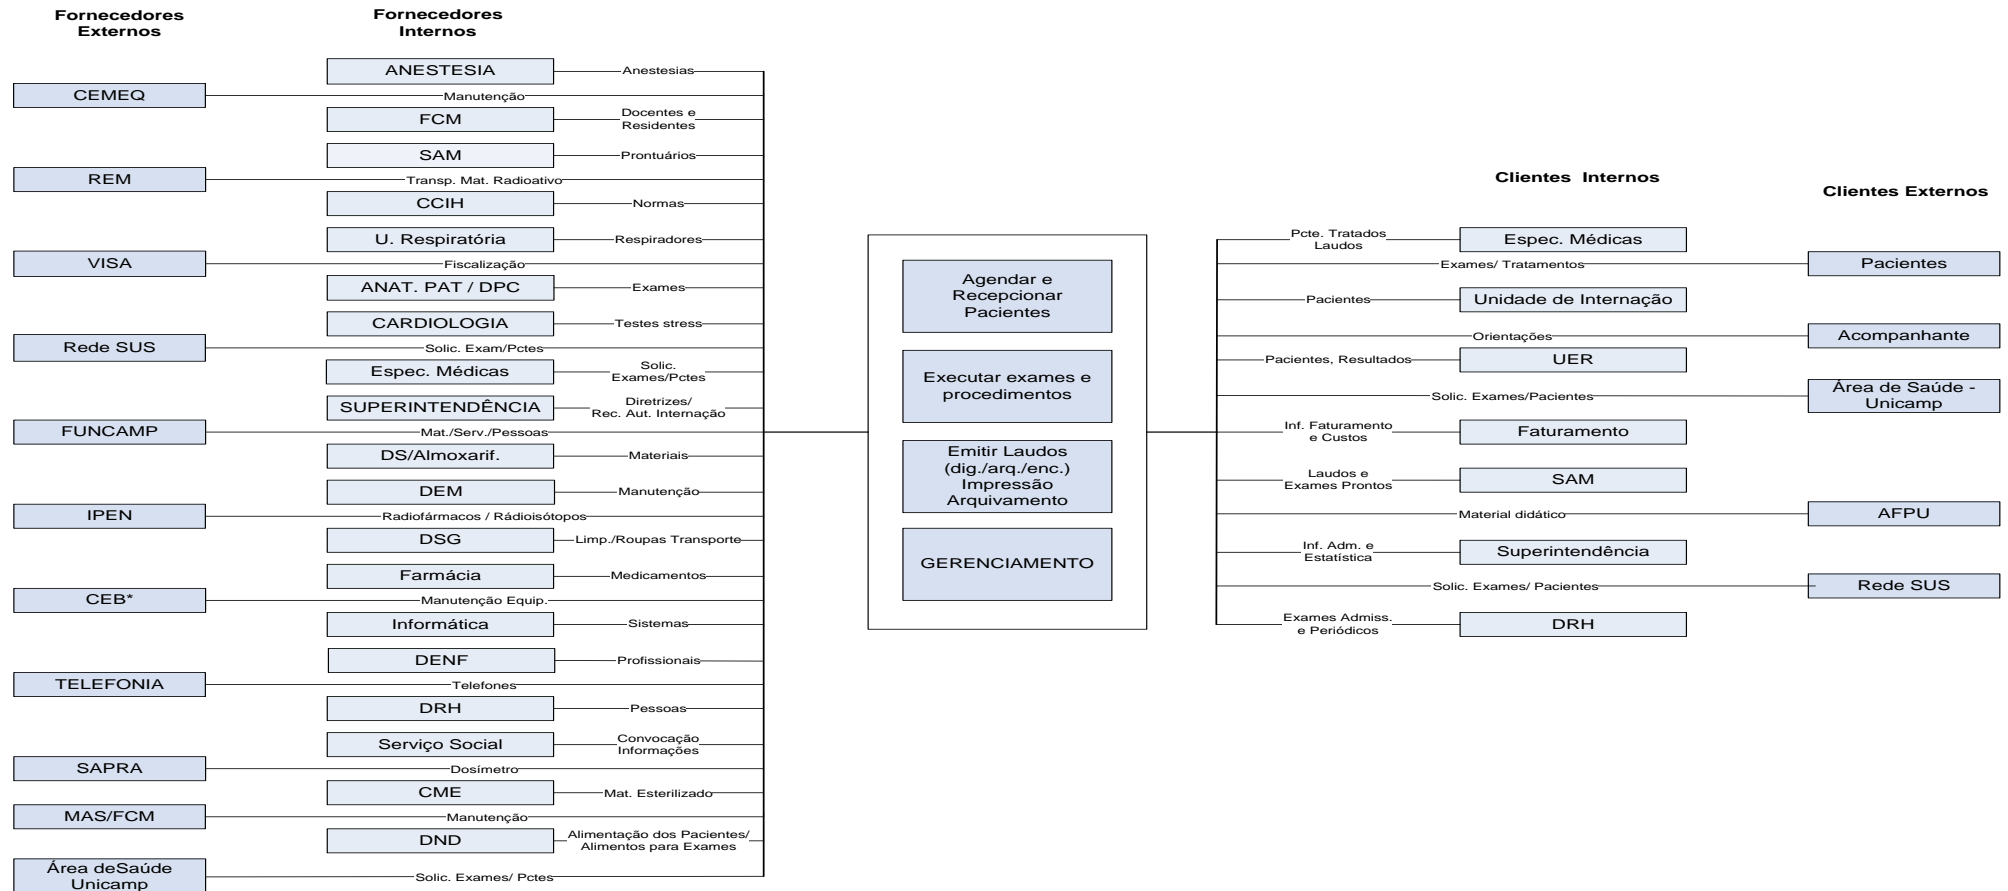 Fornecedores
Externos
Fornecedores
Internos
ANESTESIA
Anestesias
CEMEQ
Manutenção
FCM
Docentes e
Residentes
SAM
Prontuários
REM
Transp. Mat. Radioativo
CCIH
Normas
U. Respiratória
Respiradores
VISA
Fiscalização
ANAT. PAT / DPC
Exames
CARDIOLOGIA
Testes stress
Rede SUS
Solic. Exam/Pctes
Espec. Médicas
Solic.
Exames/Pctes
SUPERINTENDÊNCIA
Diretrizes/
Rec. Aut. Internação
FUNCAMP
Mat./Serv./Pessoas
DS/Almoxarif.
Materiais
DEM
Manutenção
IPEN
Radiofármacos / Rádioisótopos
DSG
Limp./Roupas Transporte
Farmácia
Medicamentos
CEB*
Manutenção Equip.
Informática
Sistemas
DENF
Profissionais
TELEFONIA
Telefones
DRH
Pessoas
Serviço Social
Convocação
Informações
SAPRA
Dosímetro
CME
Mat. Esterilizado
MAS/FCM
Manutenção
DND
Alimentação dos Pacientes/
Alimentos para Exames
Área deSaúde
Unicamp
Solic. Exames/ Pctes
Agendar e
Recepcionar
Pacientes
Executar exames e
procedimentos
Emitir Laudos
(dig./arq./enc.)
Impressão
Arquivamento
GERENCIAMENTO
Clientes  Internos
Clientes Externos
Pcte. Tratados
Laudos
Espec. Médicas
Exames/ Tratamentos
Pacientes
Pacientes
Unidade de Internação
Orientações
Acompanhante
Pacientes, Resultados
UER
Solic. Exames/Pacientes
Área de Saúde -
Unicamp
Inf. Faturamento
e Custos
Faturamento
Laudos e
Exames Prontos
SAM
Material didático
AFPU
Inf. Adm. e
Estatística
Superintendência
Solic. Exames/ Pacientes
Rede SUS
Exames Admiss.
e Periódicos
DRH